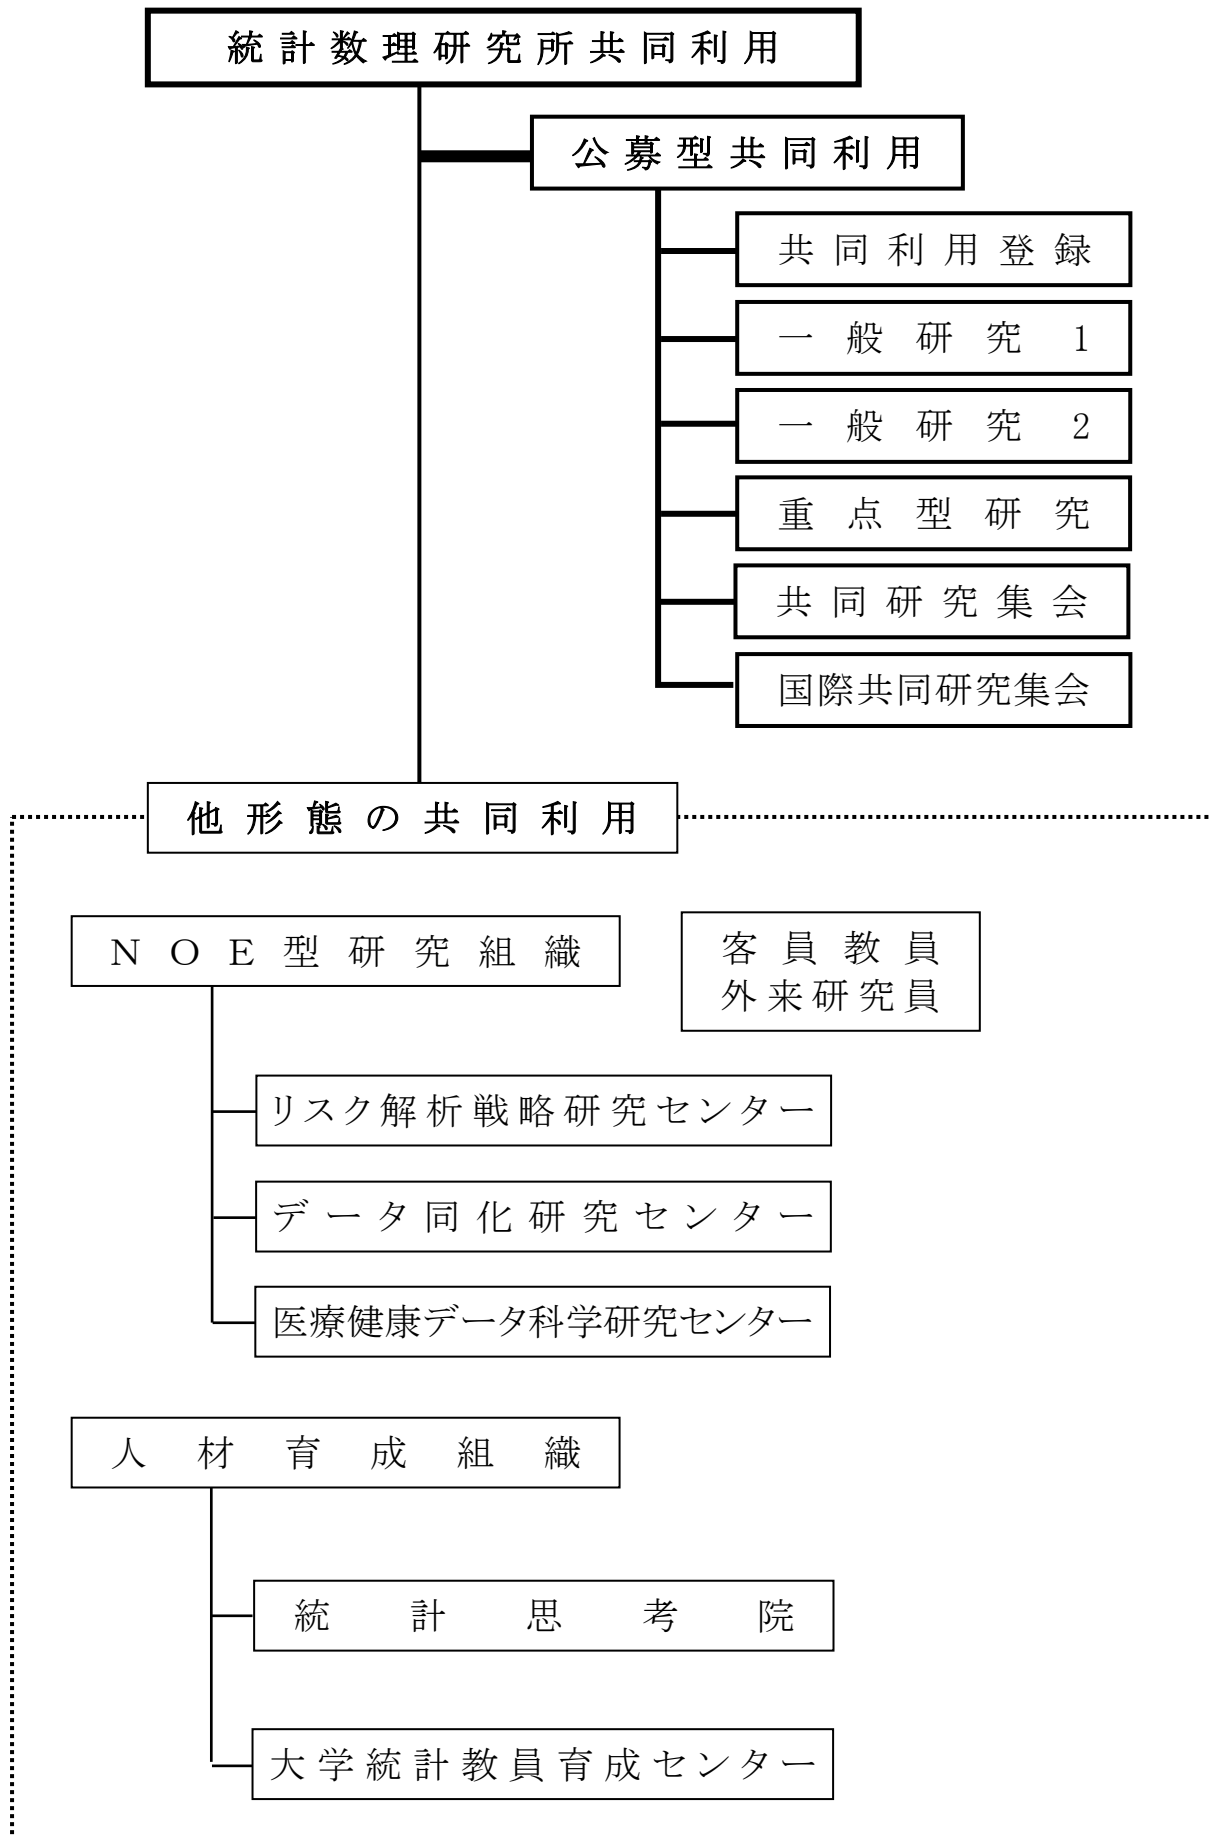 統計数理研究所共同利用
公募型共同利用
共同利用登録
一般研究1
一般研究2
重点型研究
共同研究集会
国際共同研究集会
他形態の共同利用
NOE型研究組織
客員教員
外来研究員
リスク解析戦略研究センター
データ同化研究センター
医療健康データ科学研究センター
人材育成組織
統計思考院
大学統計教員育成センター